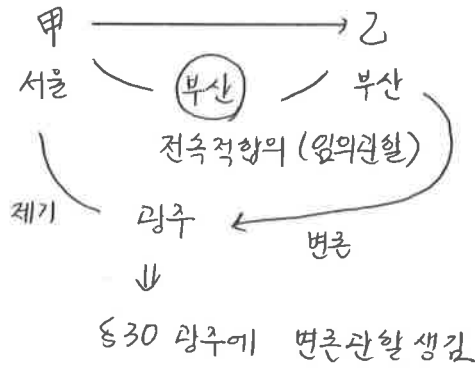 甲 乙
서울 부산 부산
전속적합의 (임의관할)
제기 광주 변론
§30 광주에 변론관할 생김